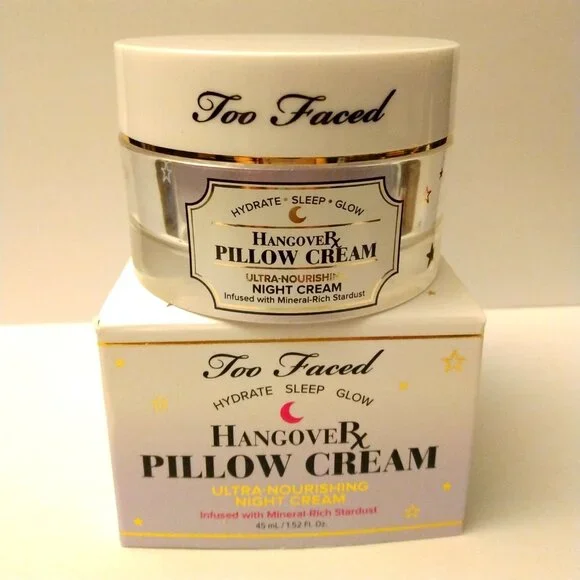 Too Faced
HYDRATE • SLEEP • GLOW
HANGOVERx
PILLOW CREAM
ULTRA-NOURISHING
NIGHT CREAM
Infused with Mineral-Rich Stardust
Too Faced
HYDRATE SLEEP GLOW
HANGOVERx
PILLOW CREAM
ULTRA-NOURISHING
NIGHT CREAM
Infused with Mineral-Rich Stardust
45 mL / 1.52 Fl. Oz.